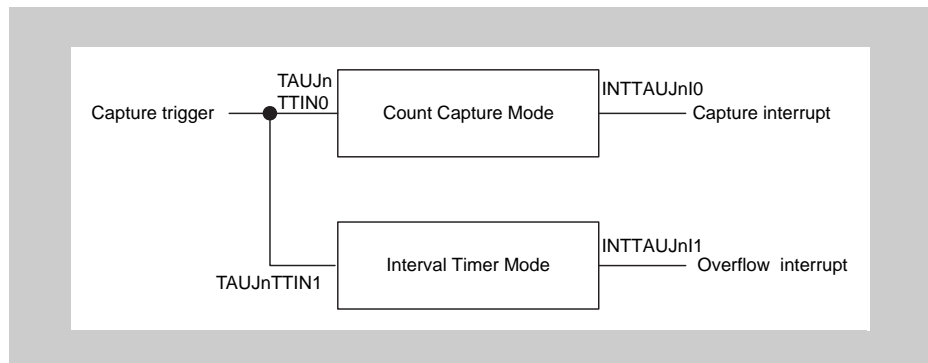 TAUJn
TTIN0
INTTAUJnI0
Capture trigger
Count Capture Mode
Capture interrupt
INTTAUJnI1
Interval Timer Mode
Overflow interrupt
TAUJnTTIN1